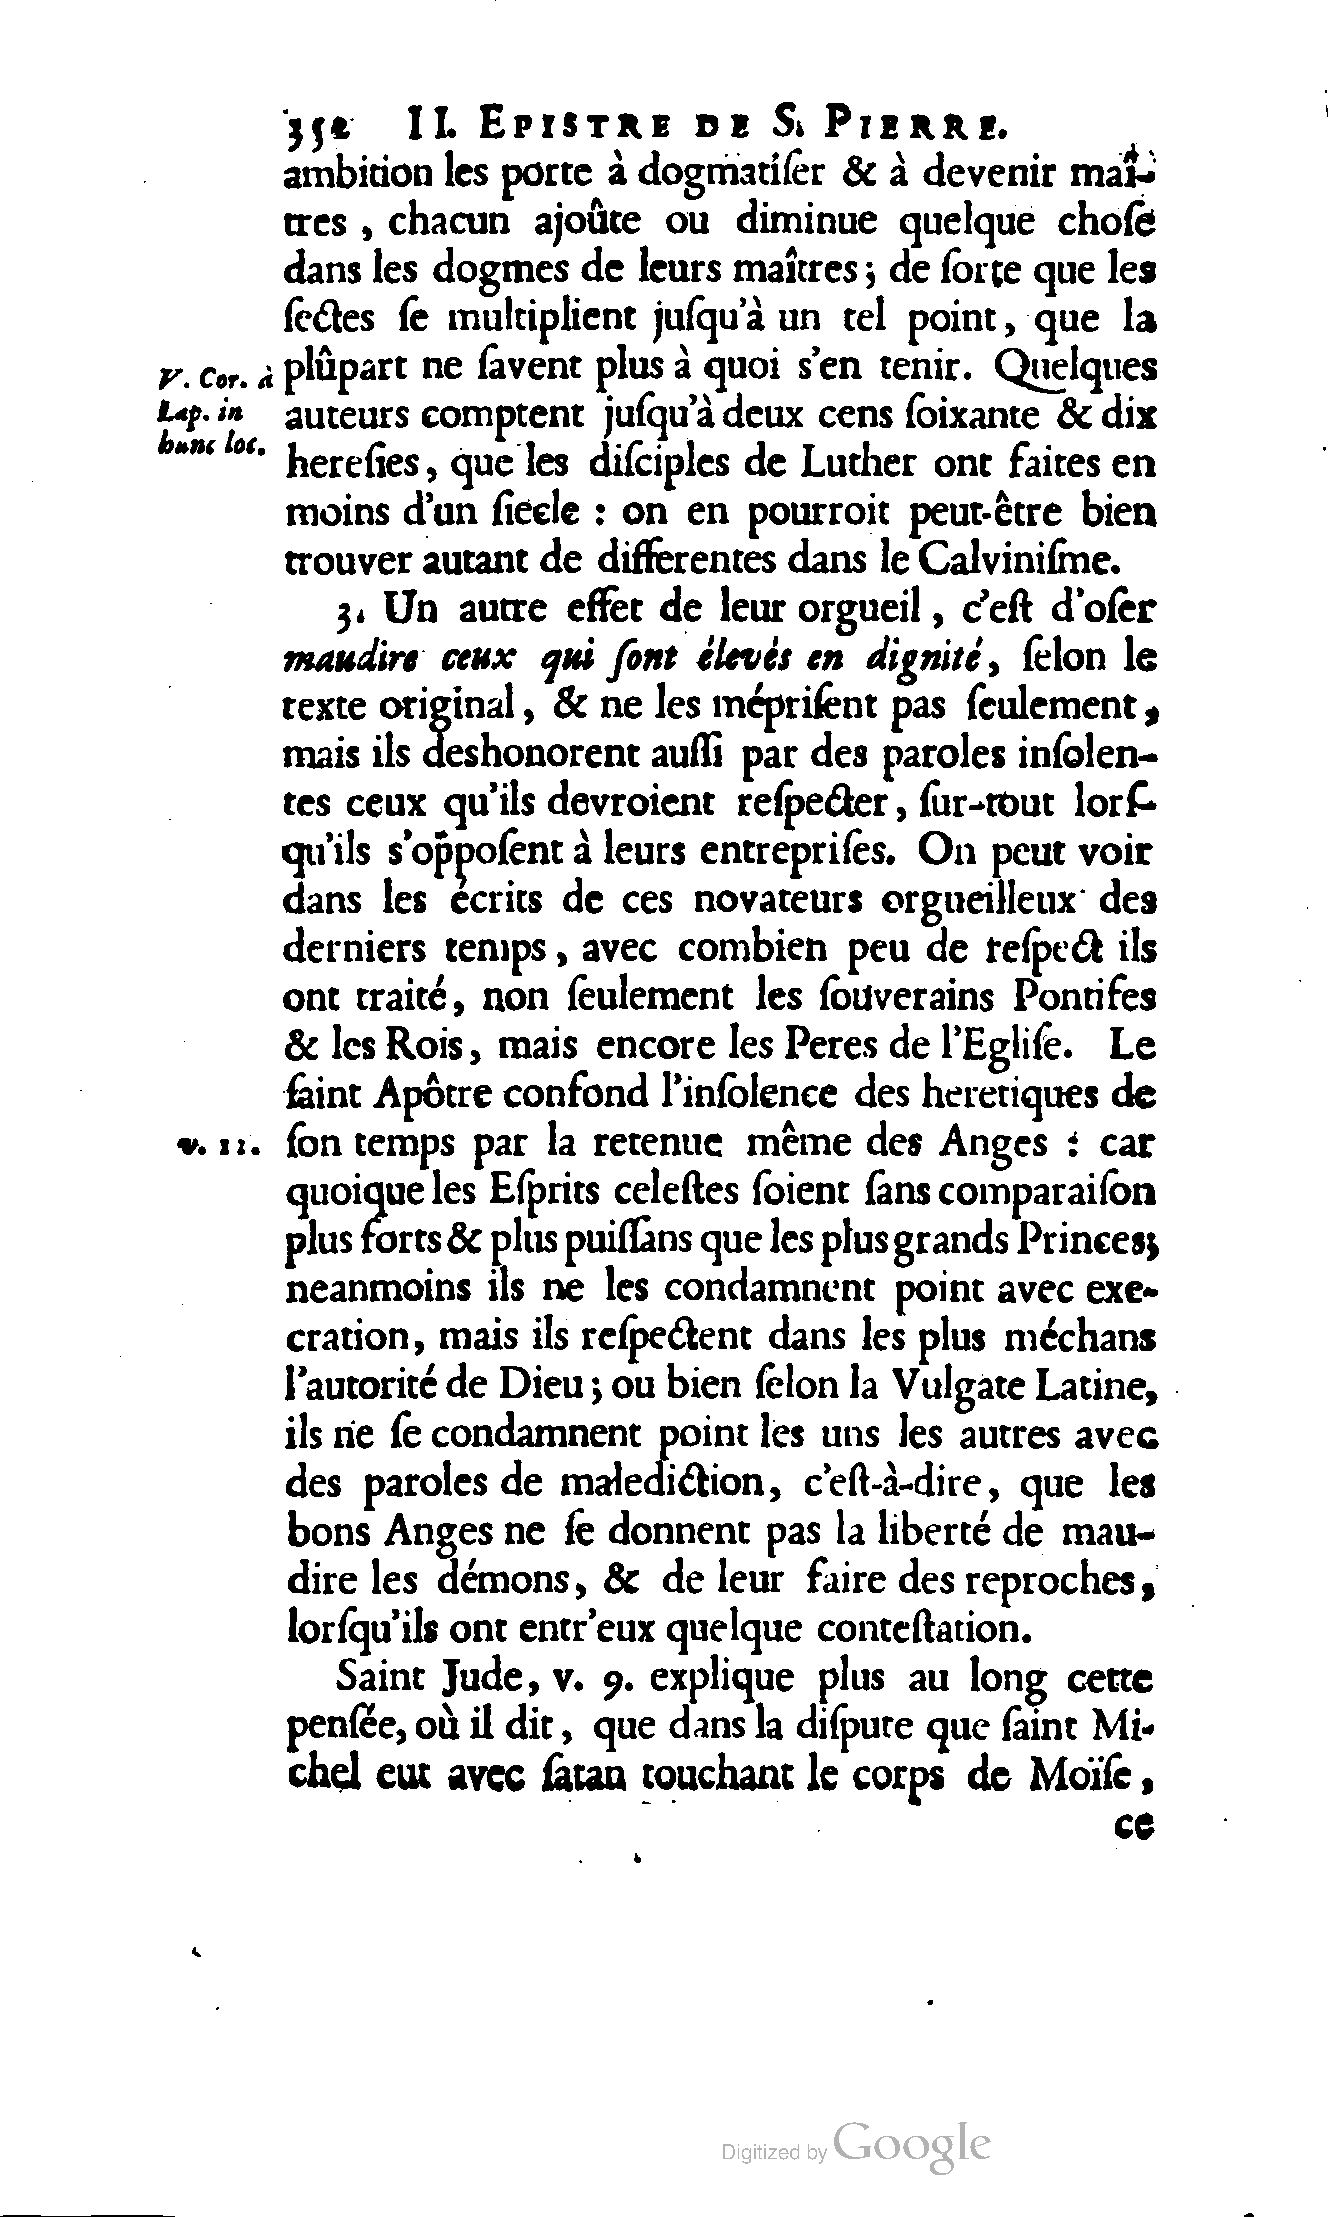 352 II. EPISTRE DE S. PIERRE.
ambition les porte à dogmatiſer & à devenir maî-
tres , chacun ajoûte ou diminue quelque choſe
dans les dogmes de leurs maîtres ; de ſorte que les
ſectes ſe multiplient juſqu'à un tel point, que la
plûpart ne ſavent plus à quoi s'en tenir. Quelques
V. Cor. à
Lap. in
hunc loc.
auteurs comptent juſqu'à deux cens ſoixante & dix
hereſies, que les diſciples de Luther ont faites en
moins d'un ſiecle : on en pourroit peut-être bien
trouver autant de differentes dans le Calviniſme.
3. Un autre effet de leur orgueil , c'eſt d'oſer
maudire ceux qui ſont élevés en dignité, ſelon le
texte original, & ne les mépriſent pas ſeulement,
mais ils deshonorent auſſi par des paroles inſolen-
tes ceux qu'ils devroient reſpecter, ſur-tout lorſ-
qu'ils s'oppoſent à leurs entrepriſes. On peut voir
dans les écrits de ces novateurs orgueilleux des
derniers temps , avec combien peu de reſpect ils
ont traité, non ſeulement les ſouverains Pontifes
& les Rois, mais encore les Peres de l'Egliſe. Le
ſaint Apôtre confond l'inſolence des heretiques de
v. 11. ſon temps par la retenue même des Anges : car
quoique les Eſprits celeſtes ſoient ſans comparaiſon
plus forts & plus puiſſans que les plus grands Princes;
neanmoins ils ne les condamnent point avec exe-
cration, mais ils reſpectent dans les plus méchans
l'autorité de Dieu ; ou bien ſelon la Vulgate Latine,
ils ne ſe condamnent point les uns les autres avec
des paroles de malediction, c'eſt-à-dire, que les
bons Anges ne ſe donnent pas la liberté de mau-
dire les démons, & de leur faire des reproches,
lorſqu'ils ont entr'eux quelque conteſtation.
Saint Jude, v. 9. explique plus au long cette
penſée, où il dit, que dans la diſpute que ſaint Mi-
chel eut avec ſatan touchant le corps de Moïſe,
ce
Digitized by Google